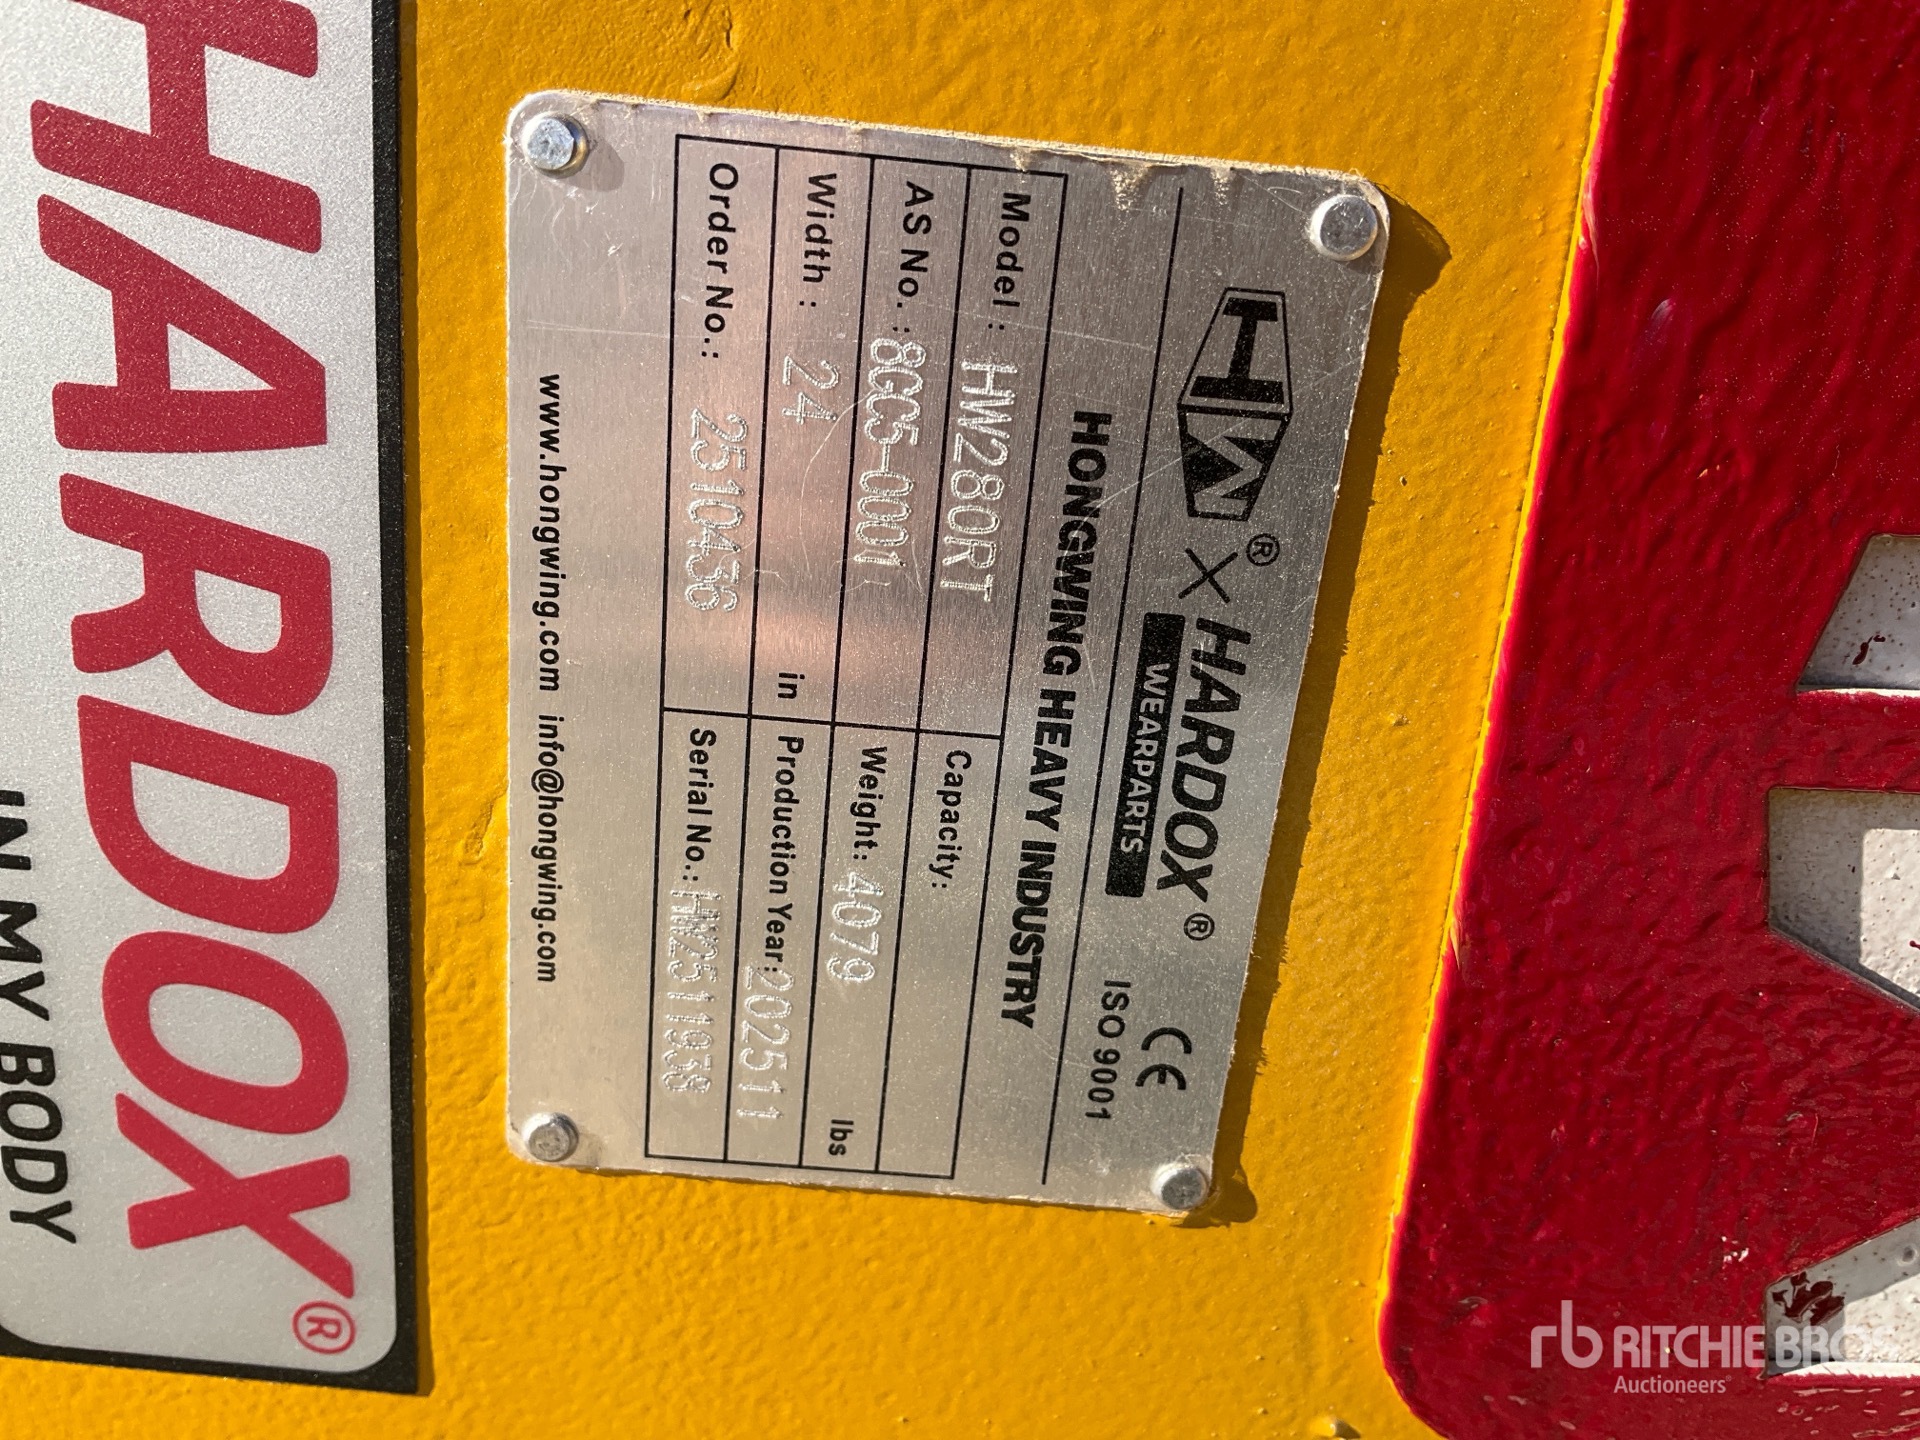 HW® × HARDOX®
WEARPARTS
CE
ISO 9001
HONGWING HEAVY INDUSTRY
Model: HW280RT
Capacity:
AS No.: 8GC5-0001
Weight: 4079 lbs
Width: 24 in
Production Year: 202511
Order No.: 2510436
Serial No.: HW2511938
www.hongwing.com info@hongwing.com
HARDOX®
IN MY BODY
rb RITCHIE BROS
Auctioneers